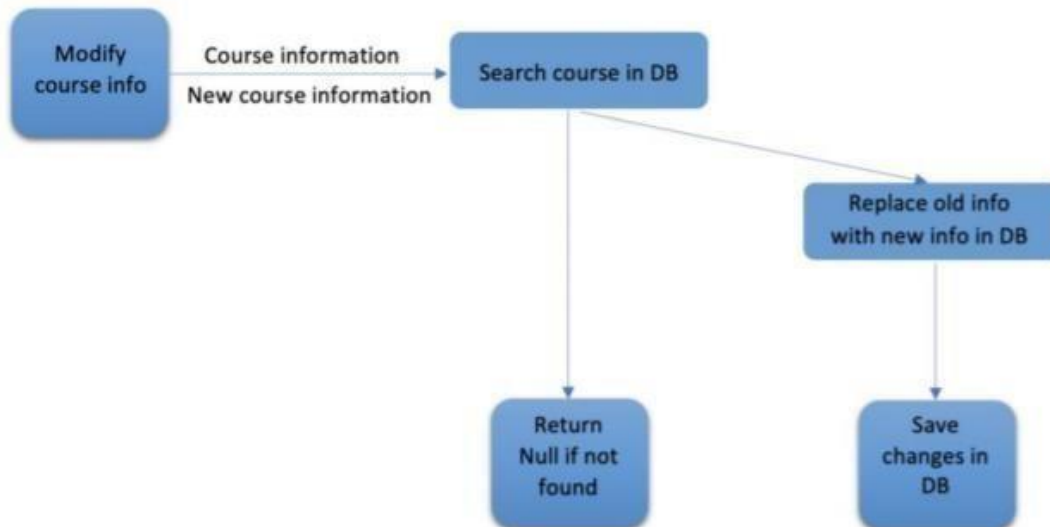 Modify
course info
Course information
New course information
Search course in DB
Replace old info
with new info in DB
Return
Null if not
found
Save
changes in
DB